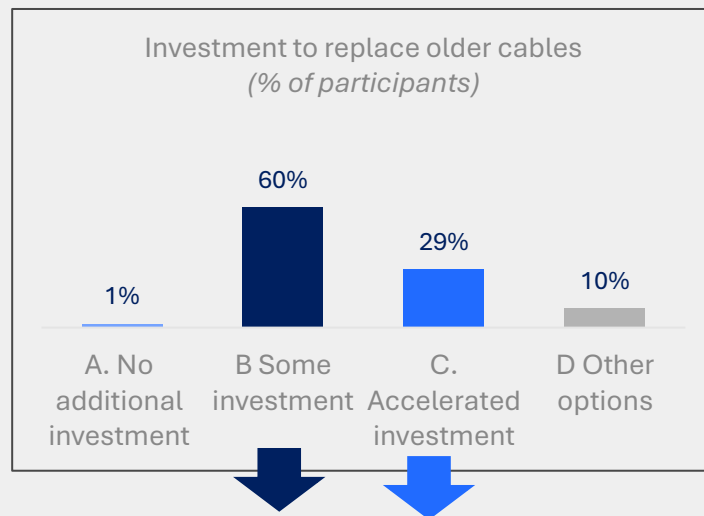 Investment to replace older cables
(% of participants)
60%
29%
10%
1%
A. No
additional
investment
B Some
investment
C.
Accelerated
investment
D Other
options